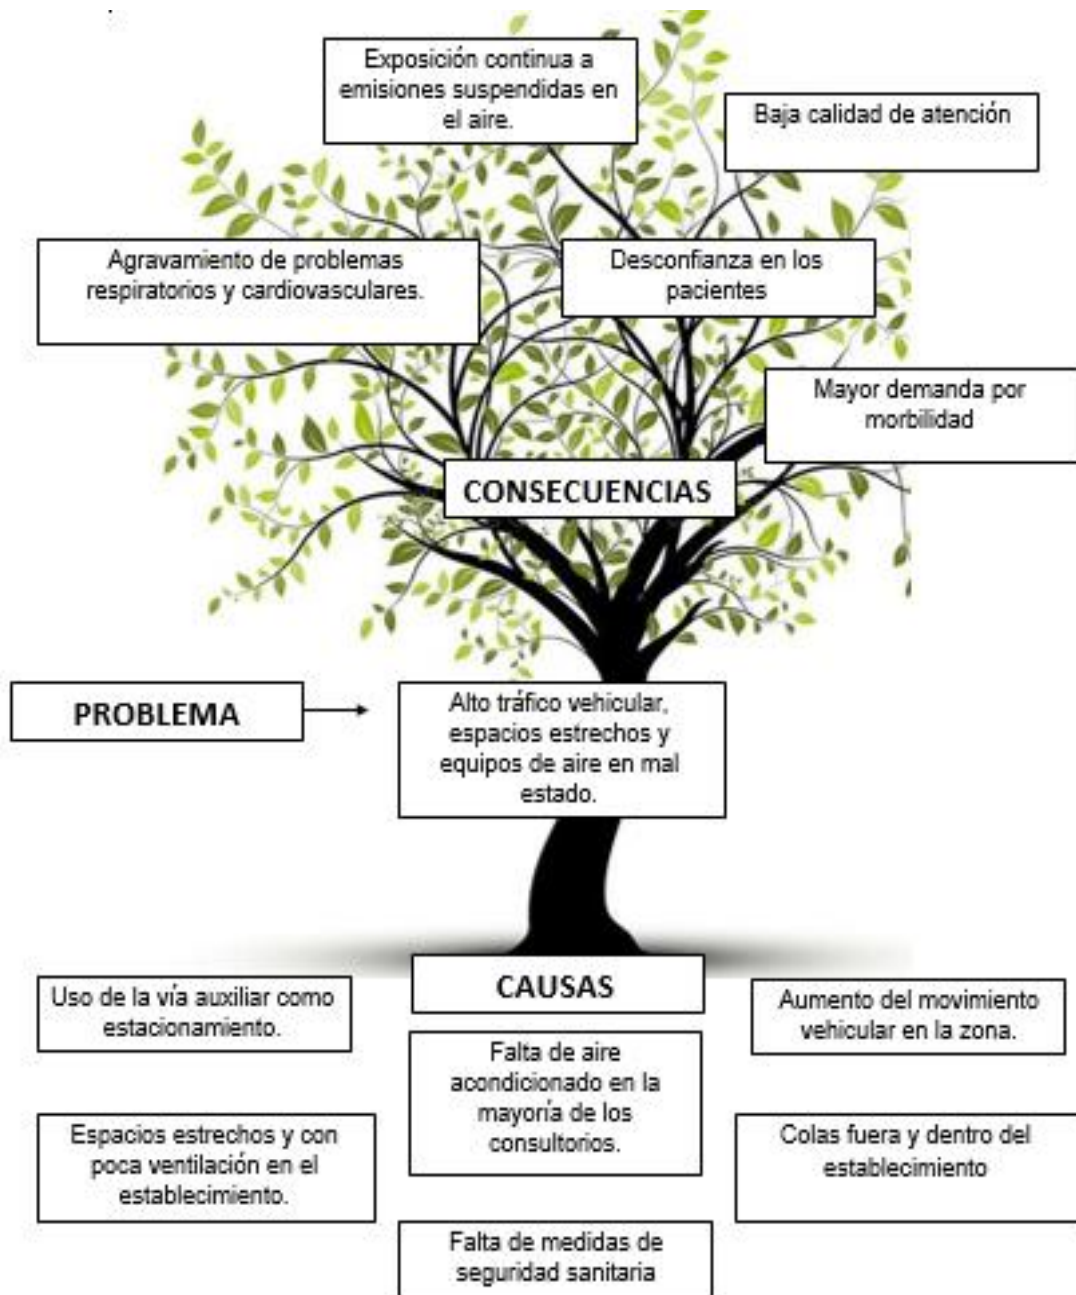 Exposición continua a
emisiones suspendidas en
el aire.
Baja calidad de atención
Agravamiento de problemas
respiratorios y cardiovasculares.
Desconfianza en los
pacientes
Mayor demanda por
morbilidad
CONSECUENCIAS
PROBLEMA
Alto tráfico vehicular,
espacios estrechos y
equipos de aire en mal
estado.
CAUSAS
Uso de la vía auxiliar como
estacionamiento.
Aumento del movimiento
vehicular en la zona.
Falta de aire
acondicionado en la
mayoría de los
consultorios.
Espacios estrechos y con
poca ventilación en el
establecimiento.
Colas fuera y dentro del
establecimiento
Falta de medidas de
seguridad sanitaria